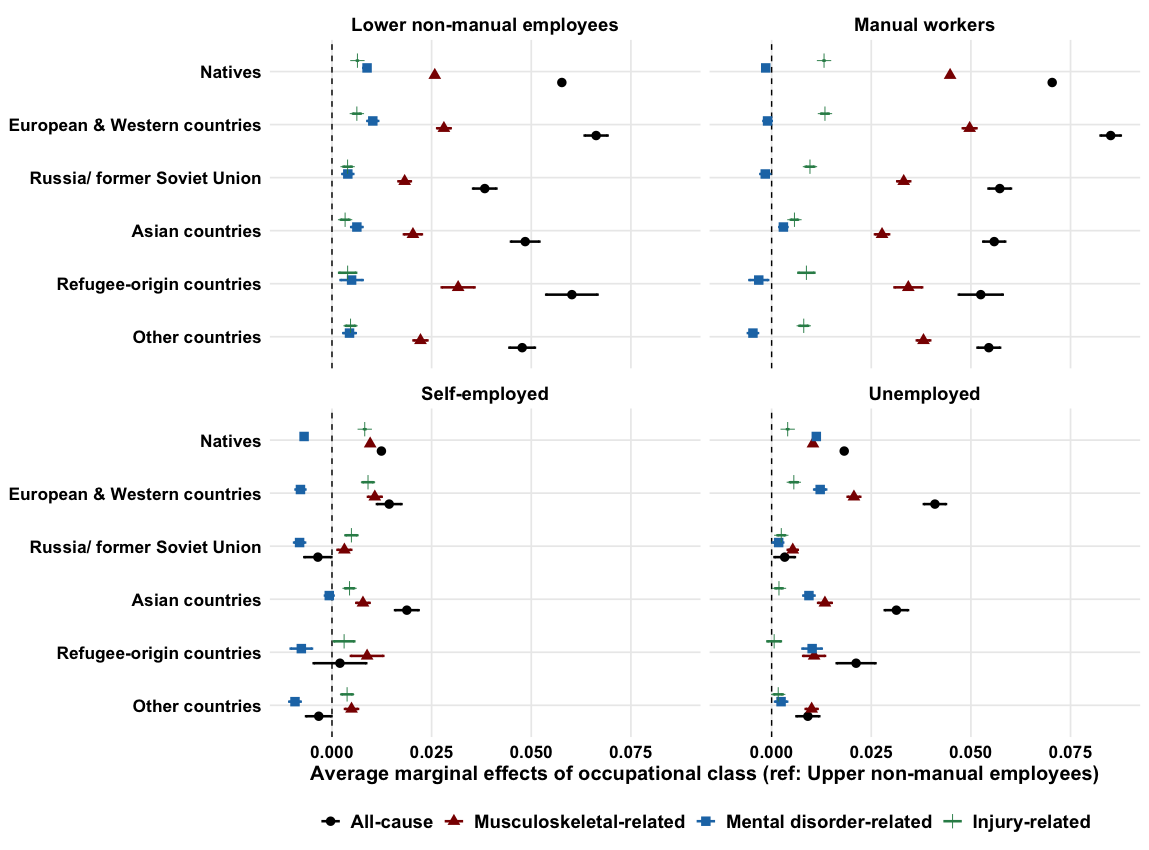 Lower non-manual employees
Manual workers
Natives
European & Western countries
Russia/ former Soviet Union
Asian countries
Refugee-origin countries
Other countries
Self-employed
Unemployed
Natives
European & Western countries
Russia/ former Soviet Union
Asian countries
Refugee-origin countries
Other countries
0.000 0.025 0.050 0.075 0.000 0.025 0.050 0.075
Average marginal effects of occupational class (ref: Upper non-manual employees)
All-cause Musculoskeletal-related Mental disorder-related Injury-related